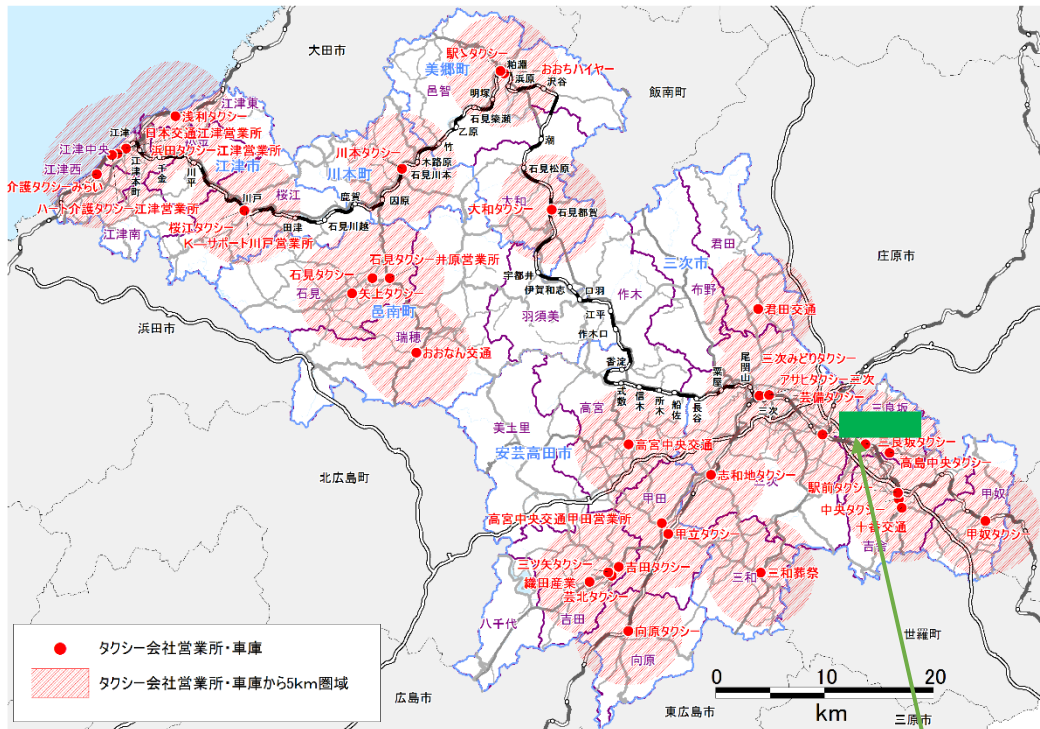 大田市
駅ゝタクシー
粕淵
おおちハイヤー
美郷町
浜原
沢谷
邑智
明塚
飯南町
石見簗瀬
江津東
浅利タクシー
乙原
江津
日本交通江津営業所
竹
潮
江津中央
浜田タクシー江津営業所
川本タクシー
木路原
石見松原
江津西
江津本町
千金
川平
江津市
川本町
石見川本
介護タクシーみらい
桜江
鹿賀
因原
大和
ハート介護タクシー江津営業所
川戸
大和タクシー
石見都賀
桜江タクシー
田津
石見川越
江津南
Kーサポート川戸営業所
君田
庄原市
石見タクシー井原営業所
三次市
石見タクシー
宇都井
布野
伊賀和志
口羽
作木
石見
矢上タクシー
君田交通
邑南町
羽須美
江平
浜田市
瑞穂
作木口
おおなん交通
香淀
粟屋
尾関山
三次みどりタクシー
式敷
信木
所木
船佐
長谷
アサヒタクシー三次
三次
芸備タクシー
高宮
三良坂
美土里
高宮中央交通
三良坂タクシー
安芸高田市
高島中央タクシー
北広島町
志和地タクシー
甲田
駅前タクシー
甲奴
高宮中央交通甲田営業所
中央タクシー
甲立タクシー
十番交通
甲奴タクシー
吉舎
三ツ矢タクシー
吉田タクシー
三和
三和葬祭
織田産業
芸北タクシー
八千代
吉田
向原タクシー
世羅町
向原
タクシー会社営業所・車庫
タクシー会社営業所・車庫から5km圏域
0 10 20
km
広島市
東広島市
三原市